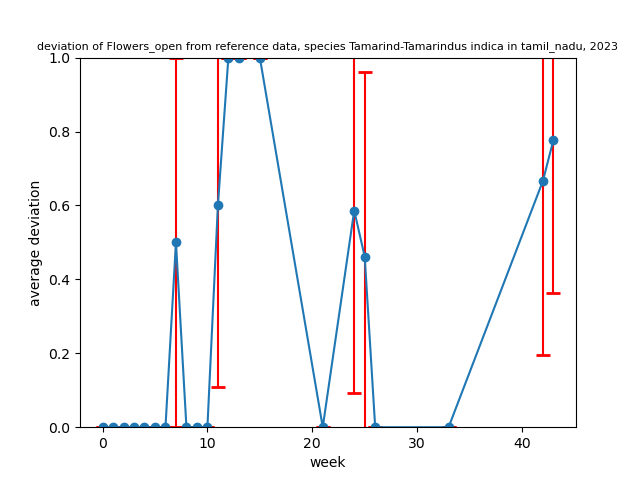 deviation of Flowers_open from reference data, species Tamarind-Tamarindus indica in tamil_nadu, 2023
1.0
0.8
0.6
0.4
0.2
0.0
average deviation
0 10 20 30 40
week